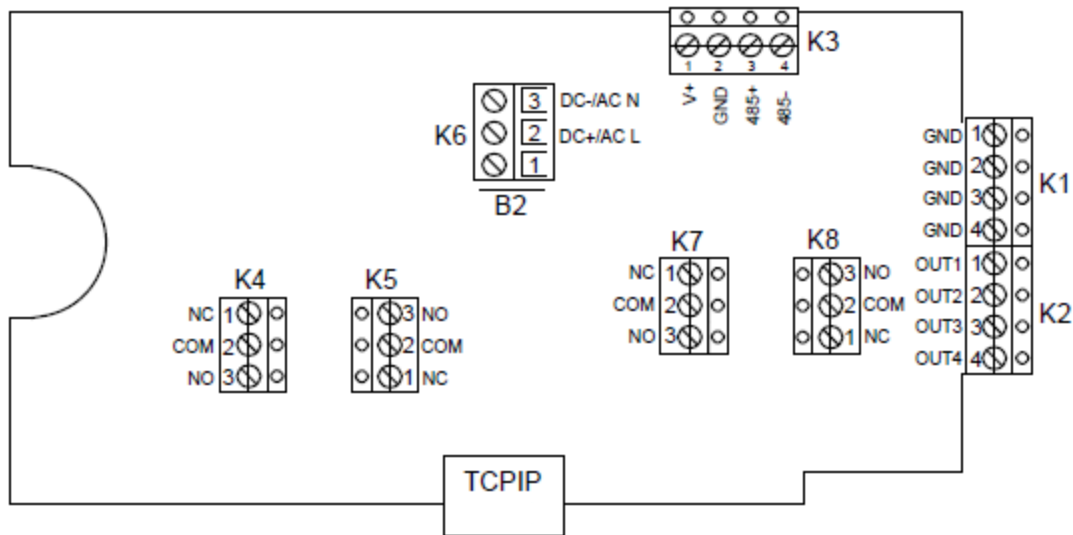 K3
1 2 3 4
V+ GND 485+ 485-
K6
3 DC-/AC N
2 DC+/AC L
1
B2
K1
GND 1
GND 2
GND 3
GND 4
K2
OUT1 1
OUT2 2
OUT3 3
OUT4 4
K7
NC 1
COM 2
NO 3
K8
3 NO
2 COM
1 NC
K4
NC 1
COM 2
NO 3
K5
3 NO
2 COM
1 NC
TCPIP